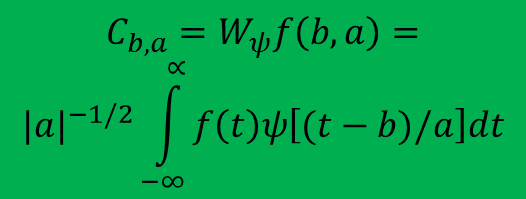 C_{b,a} = W_ψ f(b, a) =
|a|^{-1/2} ∫_{-∞}^{∝} f(t)ψ[(t − b)/a]dt